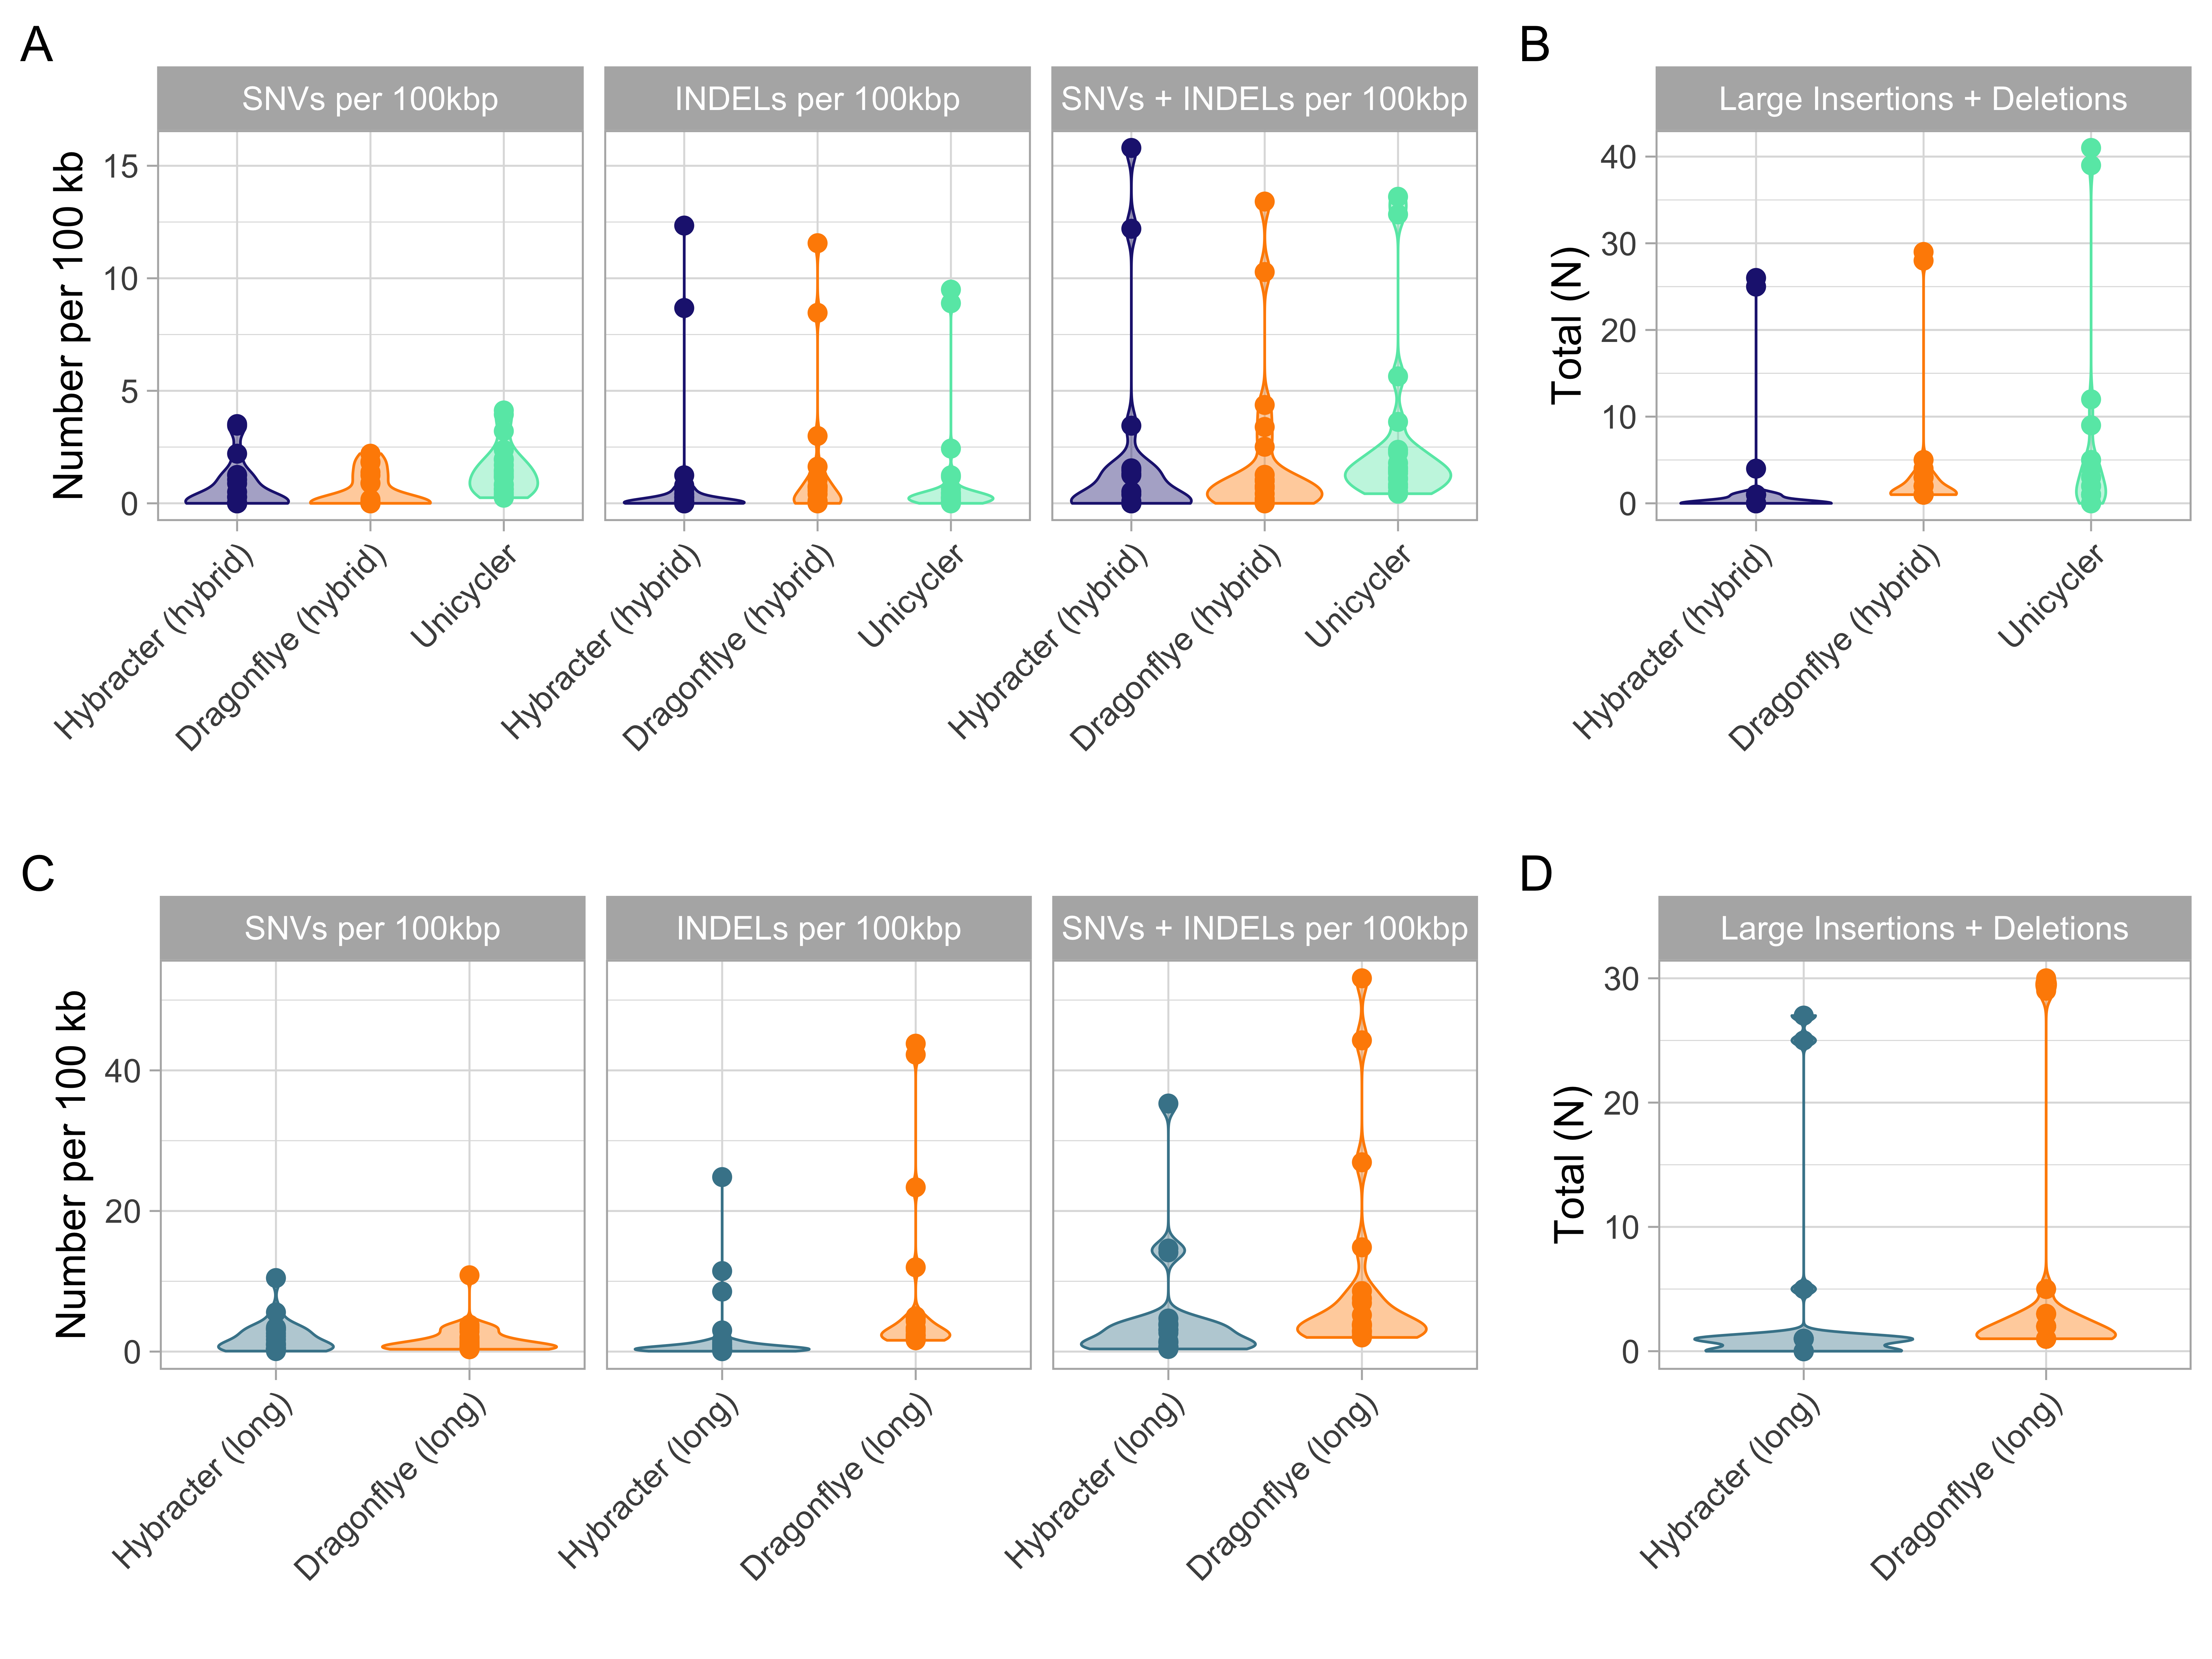 A
SNVs per 100kbp
INDELs per 100kbp
SNVs + INDELs per 100kbp
Number per 100 kb
15
10
5
0
Hybracter (hybrid)
Dragonflye (hybrid)
Unicycler
Hybracter (hybrid)
Dragonflye (hybrid)
Unicycler
Hybracter (hybrid)
Dragonflye (hybrid)
Unicycler
B
Large Insertions + Deletions
Total (N)
40
30
20
10
0
Hybracter (hybrid)
Dragonflye (hybrid)
Unicycler
C
SNVs per 100kbp
INDELs per 100kbp
SNVs + INDELs per 100kbp
Number per 100 kb
40
20
0
Hybracter (long)
Dragonflye (long)
Hybracter (long)
Dragonflye (long)
Hybracter (long)
Dragonflye (long)
D
Large Insertions + Deletions
Total (N)
30
20
10
0
Hybracter (long)
Dragonflye (long)